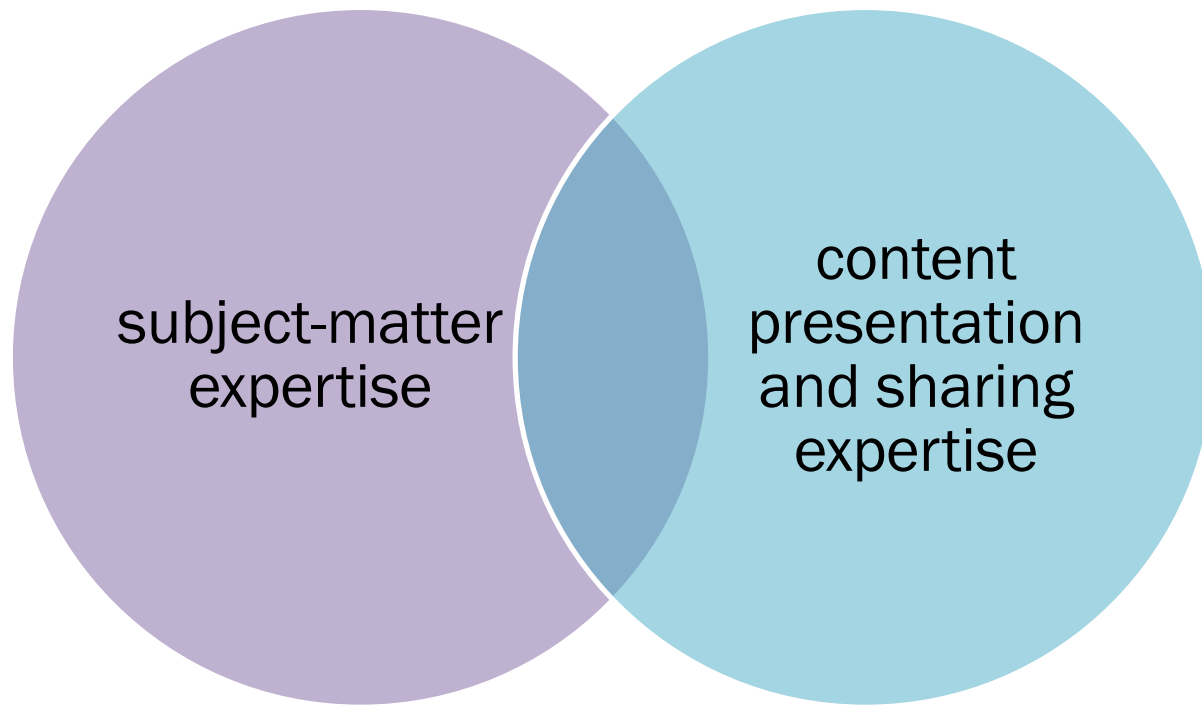 subject-matter
expertise
content
presentation
and sharing
expertise